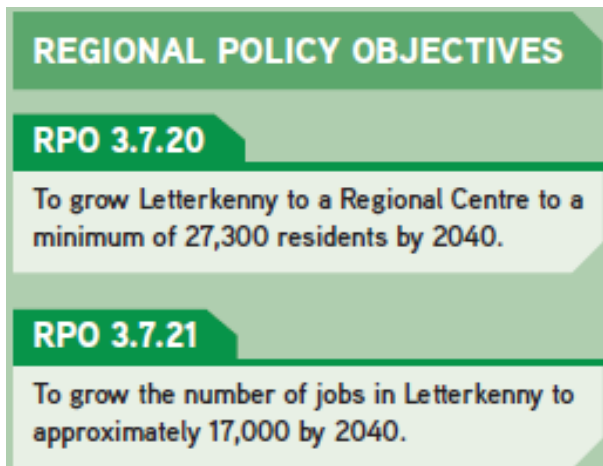 REGIONAL POLICY OBJECTIVES
RPO 3.7.20
To grow Letterkenny to a Regional Centre to a
minimum of 27,300 residents by 2040.
RPO 3.7.21
To grow the number of jobs in Letterkenny to
approximately 17,000 by 2040.